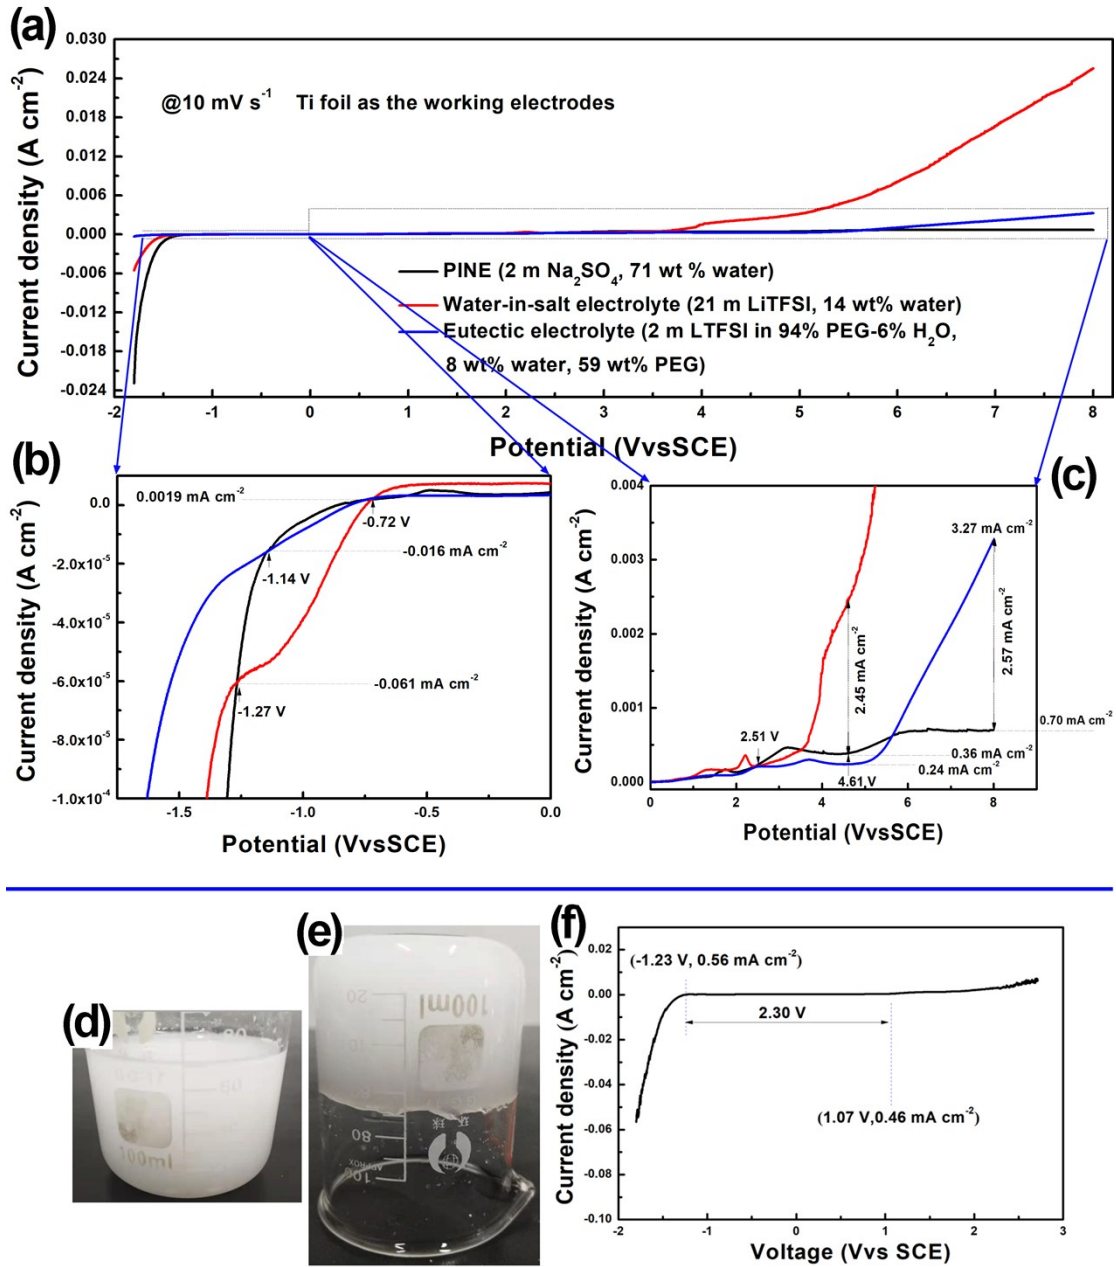 (a)
0.030
0.024
0.018
0.012
0.006
0.000
-0.006
-0.012
-0.018
-0.024
Current density (A cm-2)
@10 mV s-1 Ti foil as the working electrodes
PINE (2 m Na2SO4, 71 wt % water)
Water-in-salt electrolyte (21 m LiTFSI, 14 wt% water)
Eutectic electrolyte (2 m LTFSI in 94% PEG-6% H2O,
8 wt% water, 59 wt% PEG)
-2 -1 0 1 2 3 4 5 6 7 8
Potential (VvsSCE)
(b)
0.0
-2.0x10-5
-4.0x10-5
-6.0x10-5
-8.0x10-5
-1.0x10-4
Current density (A cm-2)
0.0019 mA cm-2
-0.72 V
-0.016 mA cm-2
-1.14 V
-0.061 mA cm-2
-1.27 V
-1.5 -1.0 -0.5 0.0
Potential (VvsSCE)
(c)
0.004
0.003
0.002
0.001
0.000
Current density (A cm-2)
3.27 mA cm-2
2.45 mA cm-2
2.57 mA cm-2
2.51 V
0.70 mA cm-2
0.36 mA cm-2
0.24 mA cm-2
4.61 V
0 2 4 6 8
Potential (VvsSCE)
(d)
100ml
(e)
20
100ml
10
80
100
APPROX
环
球
(f)
0.02
0.00
-0.02
-0.04
-0.06
-0.08
-0.10
Current density (A cm-2)
(-1.23 V, 0.56 mA cm-2)
2.30 V
(1.07 V,0.46 mA cm-2)
-2 -1 0 1 2 3
Voltage (Vvs SCE)